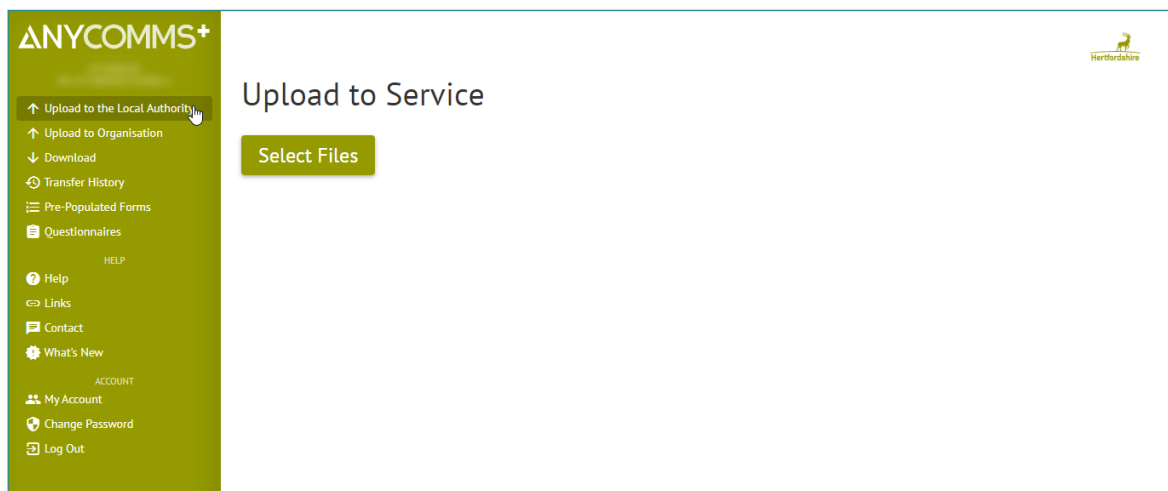 ANYCOMMS+
Hertfordshire
Upload to the Local Authority
Upload to Organisation
Download
Transfer History
Pre-Populated Forms
Questionnaires
HELP
Help
Links
Contact
What's New
ACCOUNT
My Account
Change Password
Log Out
Upload to Service
Select Files